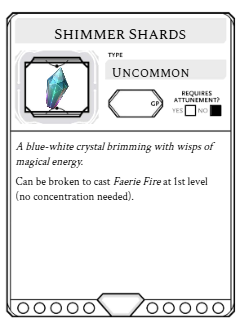 SHIMMER SHARDS
TYPE
UNCOMMON
GP
REQUIRES
ATTUNEMENT?
YES NO
A blue-white crystal brimming with wisps of
magical energy.
Can be broken to cast Faerie Fire at 1st level
(no concentration needed).